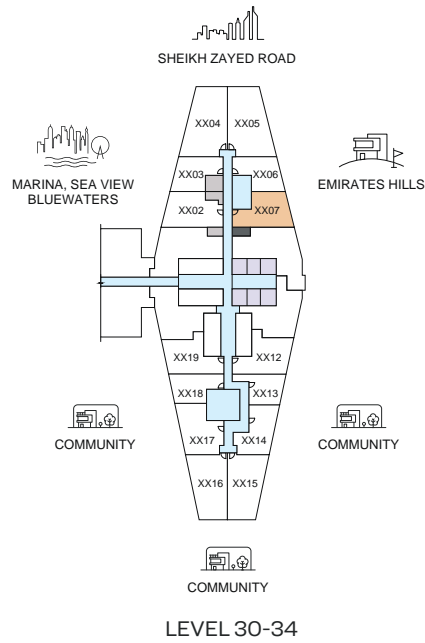 SHEIKH ZAYED ROAD
XX04
XX05
MARINA, SEA VIEW
BLUEWATERS
EMIRATES HILLS
XX03
XX06
XX02
XX07
XX19
XX12
XX18
XX13
COMMUNITY
COMMUNITY
XX17
XX14
XX16
XX15
COMMUNITY
LEVEL 30-34